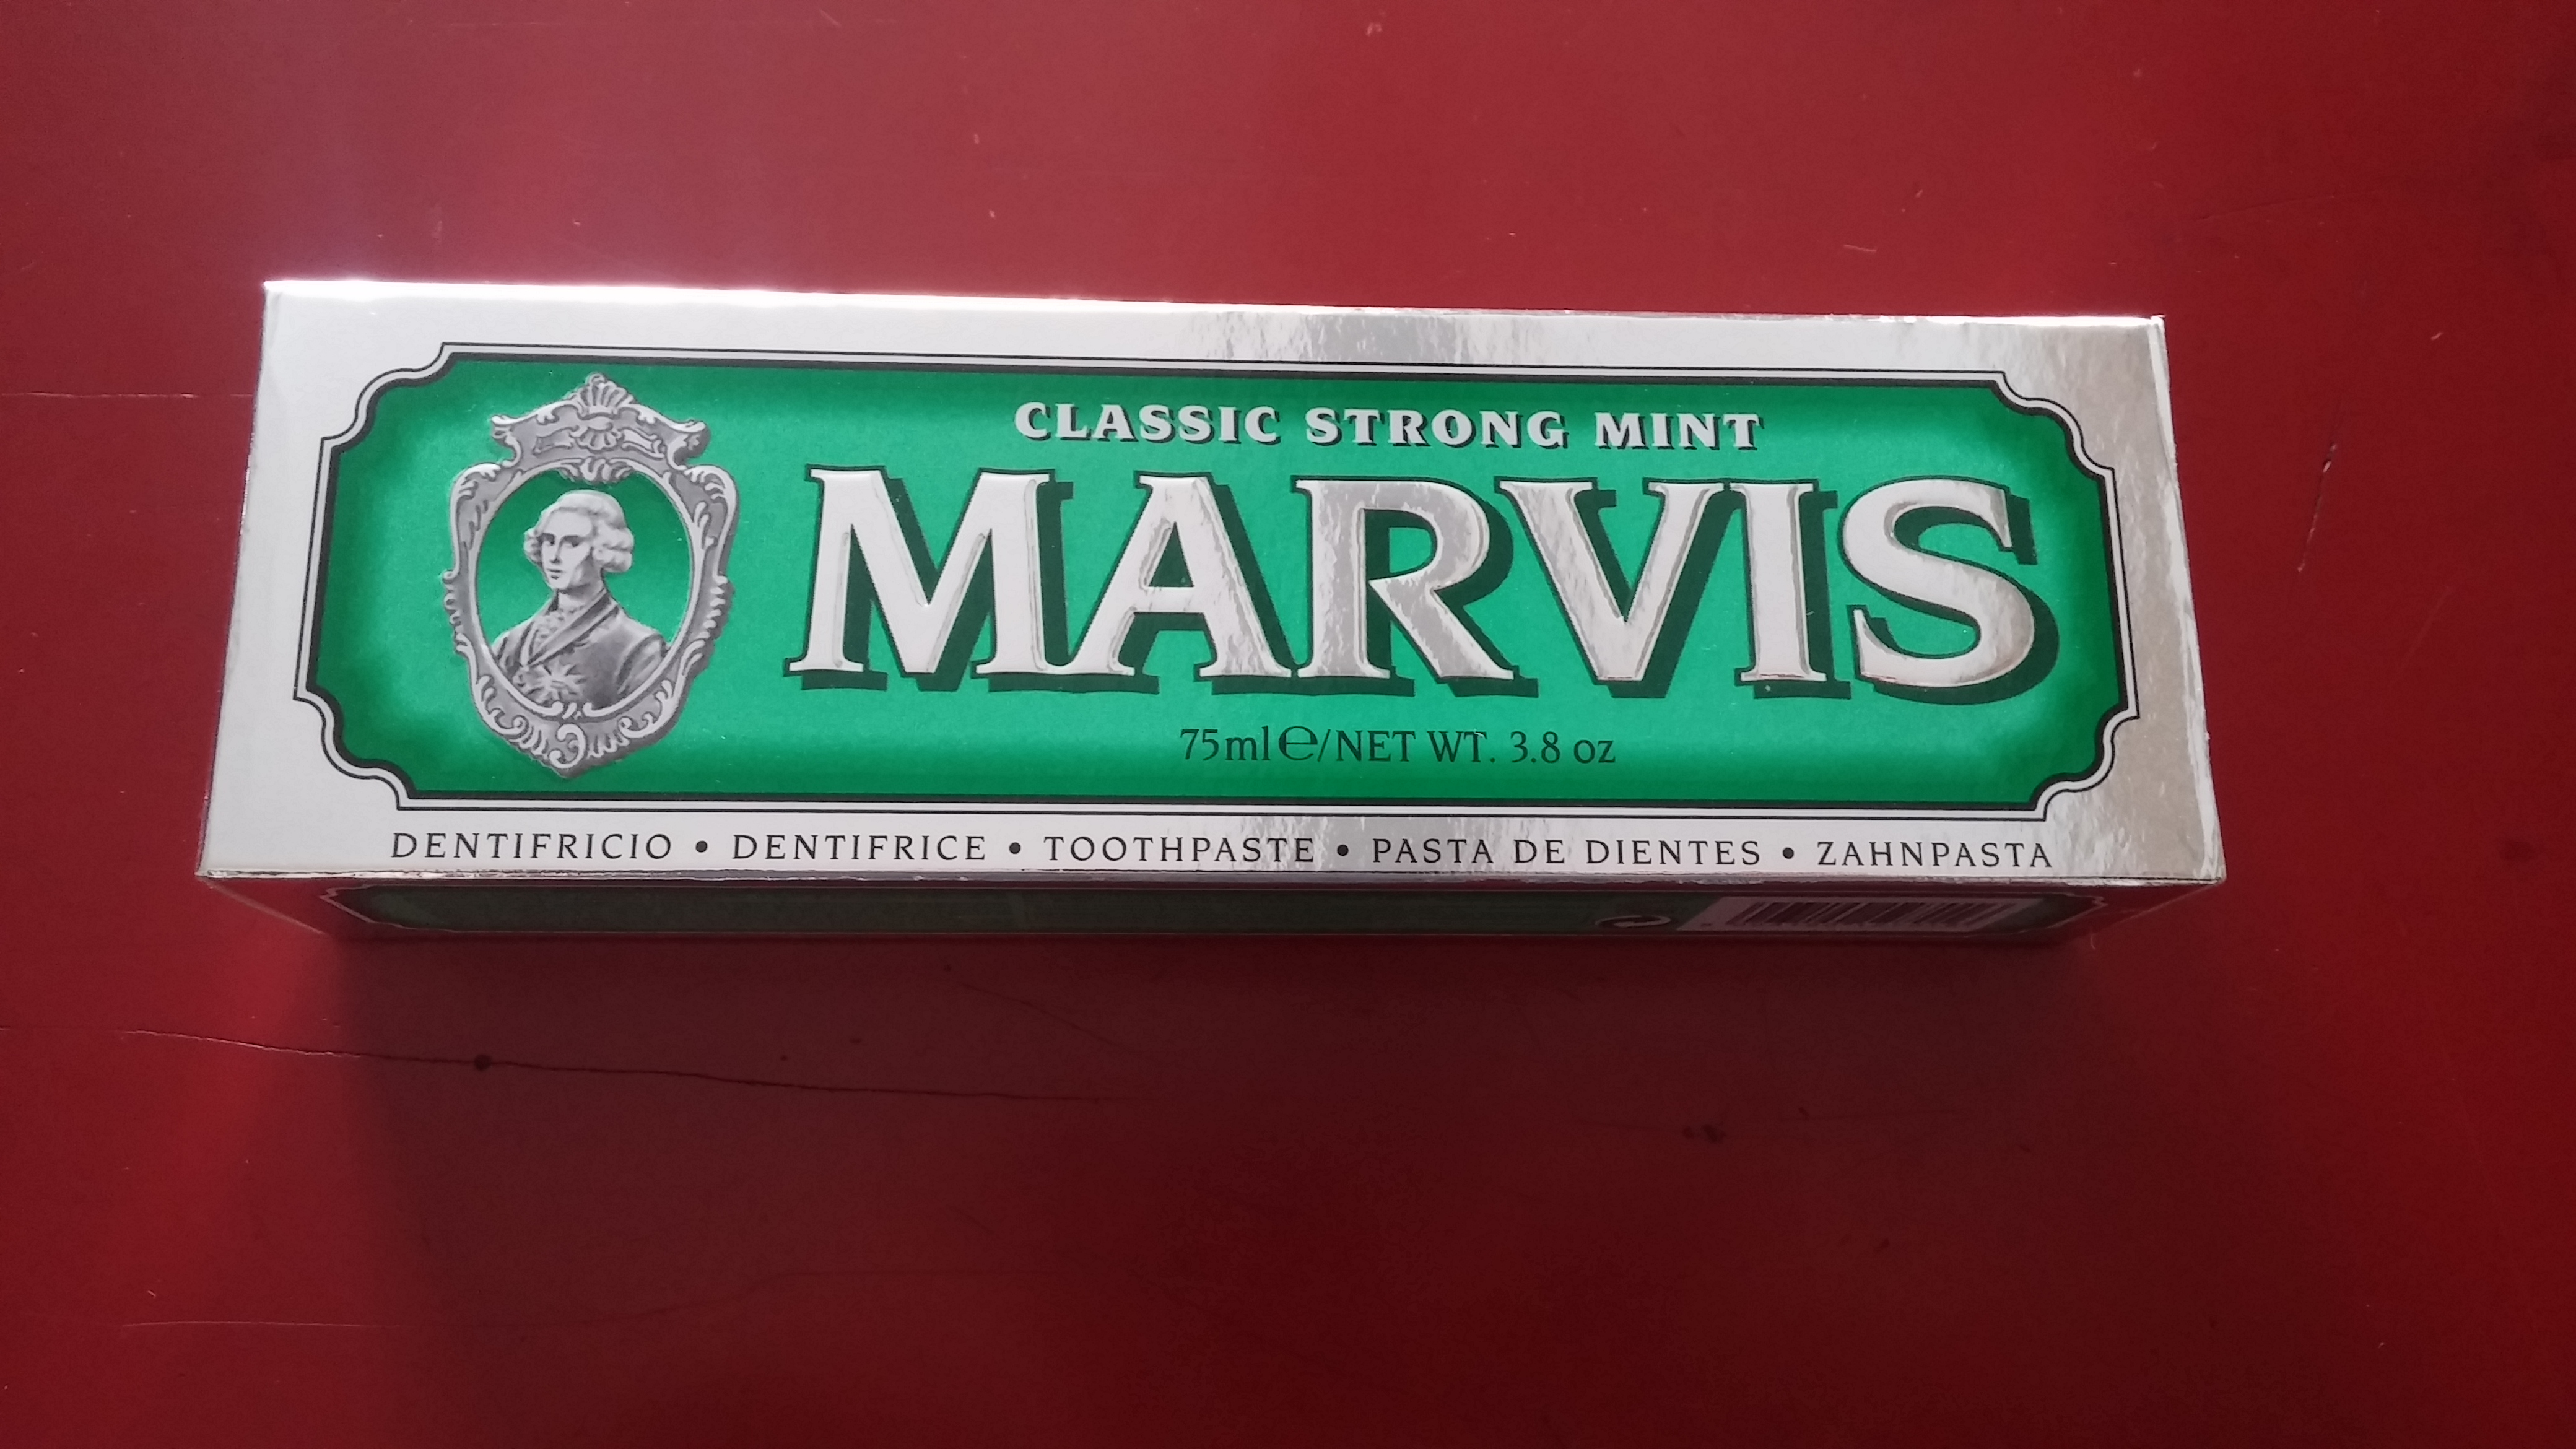 CLASSIC STRONG MINT
MARVIS
75ml℮/NET WT. 3.8 oz
DENTIFRICIO • DENTIFRICE • TOOTHPASTE • PASTA DE DIENTES • ZAHNPASTA